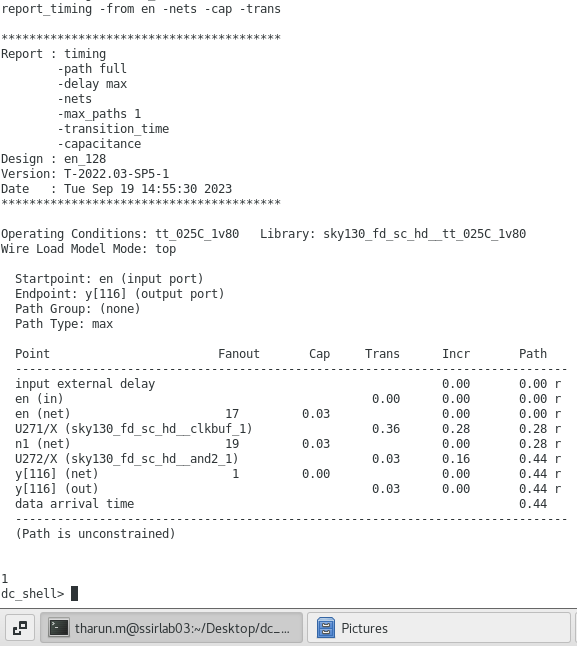 report_timing -from en -nets -cap -trans
****************************************
Report : timing
        -path full
        -delay max
        -nets
        -max_paths 1
        -transition_time
        -capacitance
Design : en_128
Version: T-2022.03-SP5-1
Date   : Tue Sep 19 14:55:30 2023
****************************************
Operating Conditions: tt_025C_1v80   Library: sky130_fd_sc_hd__tt_025C_1v80
Wire Load Model Mode: top
  Startpoint: en (input port)
  Endpoint: y[116] (output port)
  Path Group: (none)
  Path Type: max
  Point                        Fanout       Cap     Trans      Incr       Path
  -------------------------------------------------------------------------------
  input external delay                                         0.00       0.00 r
  en (in)                                            0.00      0.00       0.00 r
  en (net)                      17         0.03                0.00       0.00 r
  U271/X (sky130_fd_sc_hd__clkbuf_1)                 0.36      0.28       0.28 r
  n1 (net)                      19         0.03                0.00       0.28 r
  U272/X (sky130_fd_sc_hd__and2_1)                   0.03      0.16       0.44 r
  y[116] (net)                   1         0.00                0.00       0.44 r
  y[116] (out)                                       0.03      0.00       0.44 r
  data arrival time                                                       0.44
  -------------------------------------------------------------------------------
  (Path is unconstrained)
1
dc_shell>
tharun.m@ssirlab03:~/Desktop/dc_... Pictures